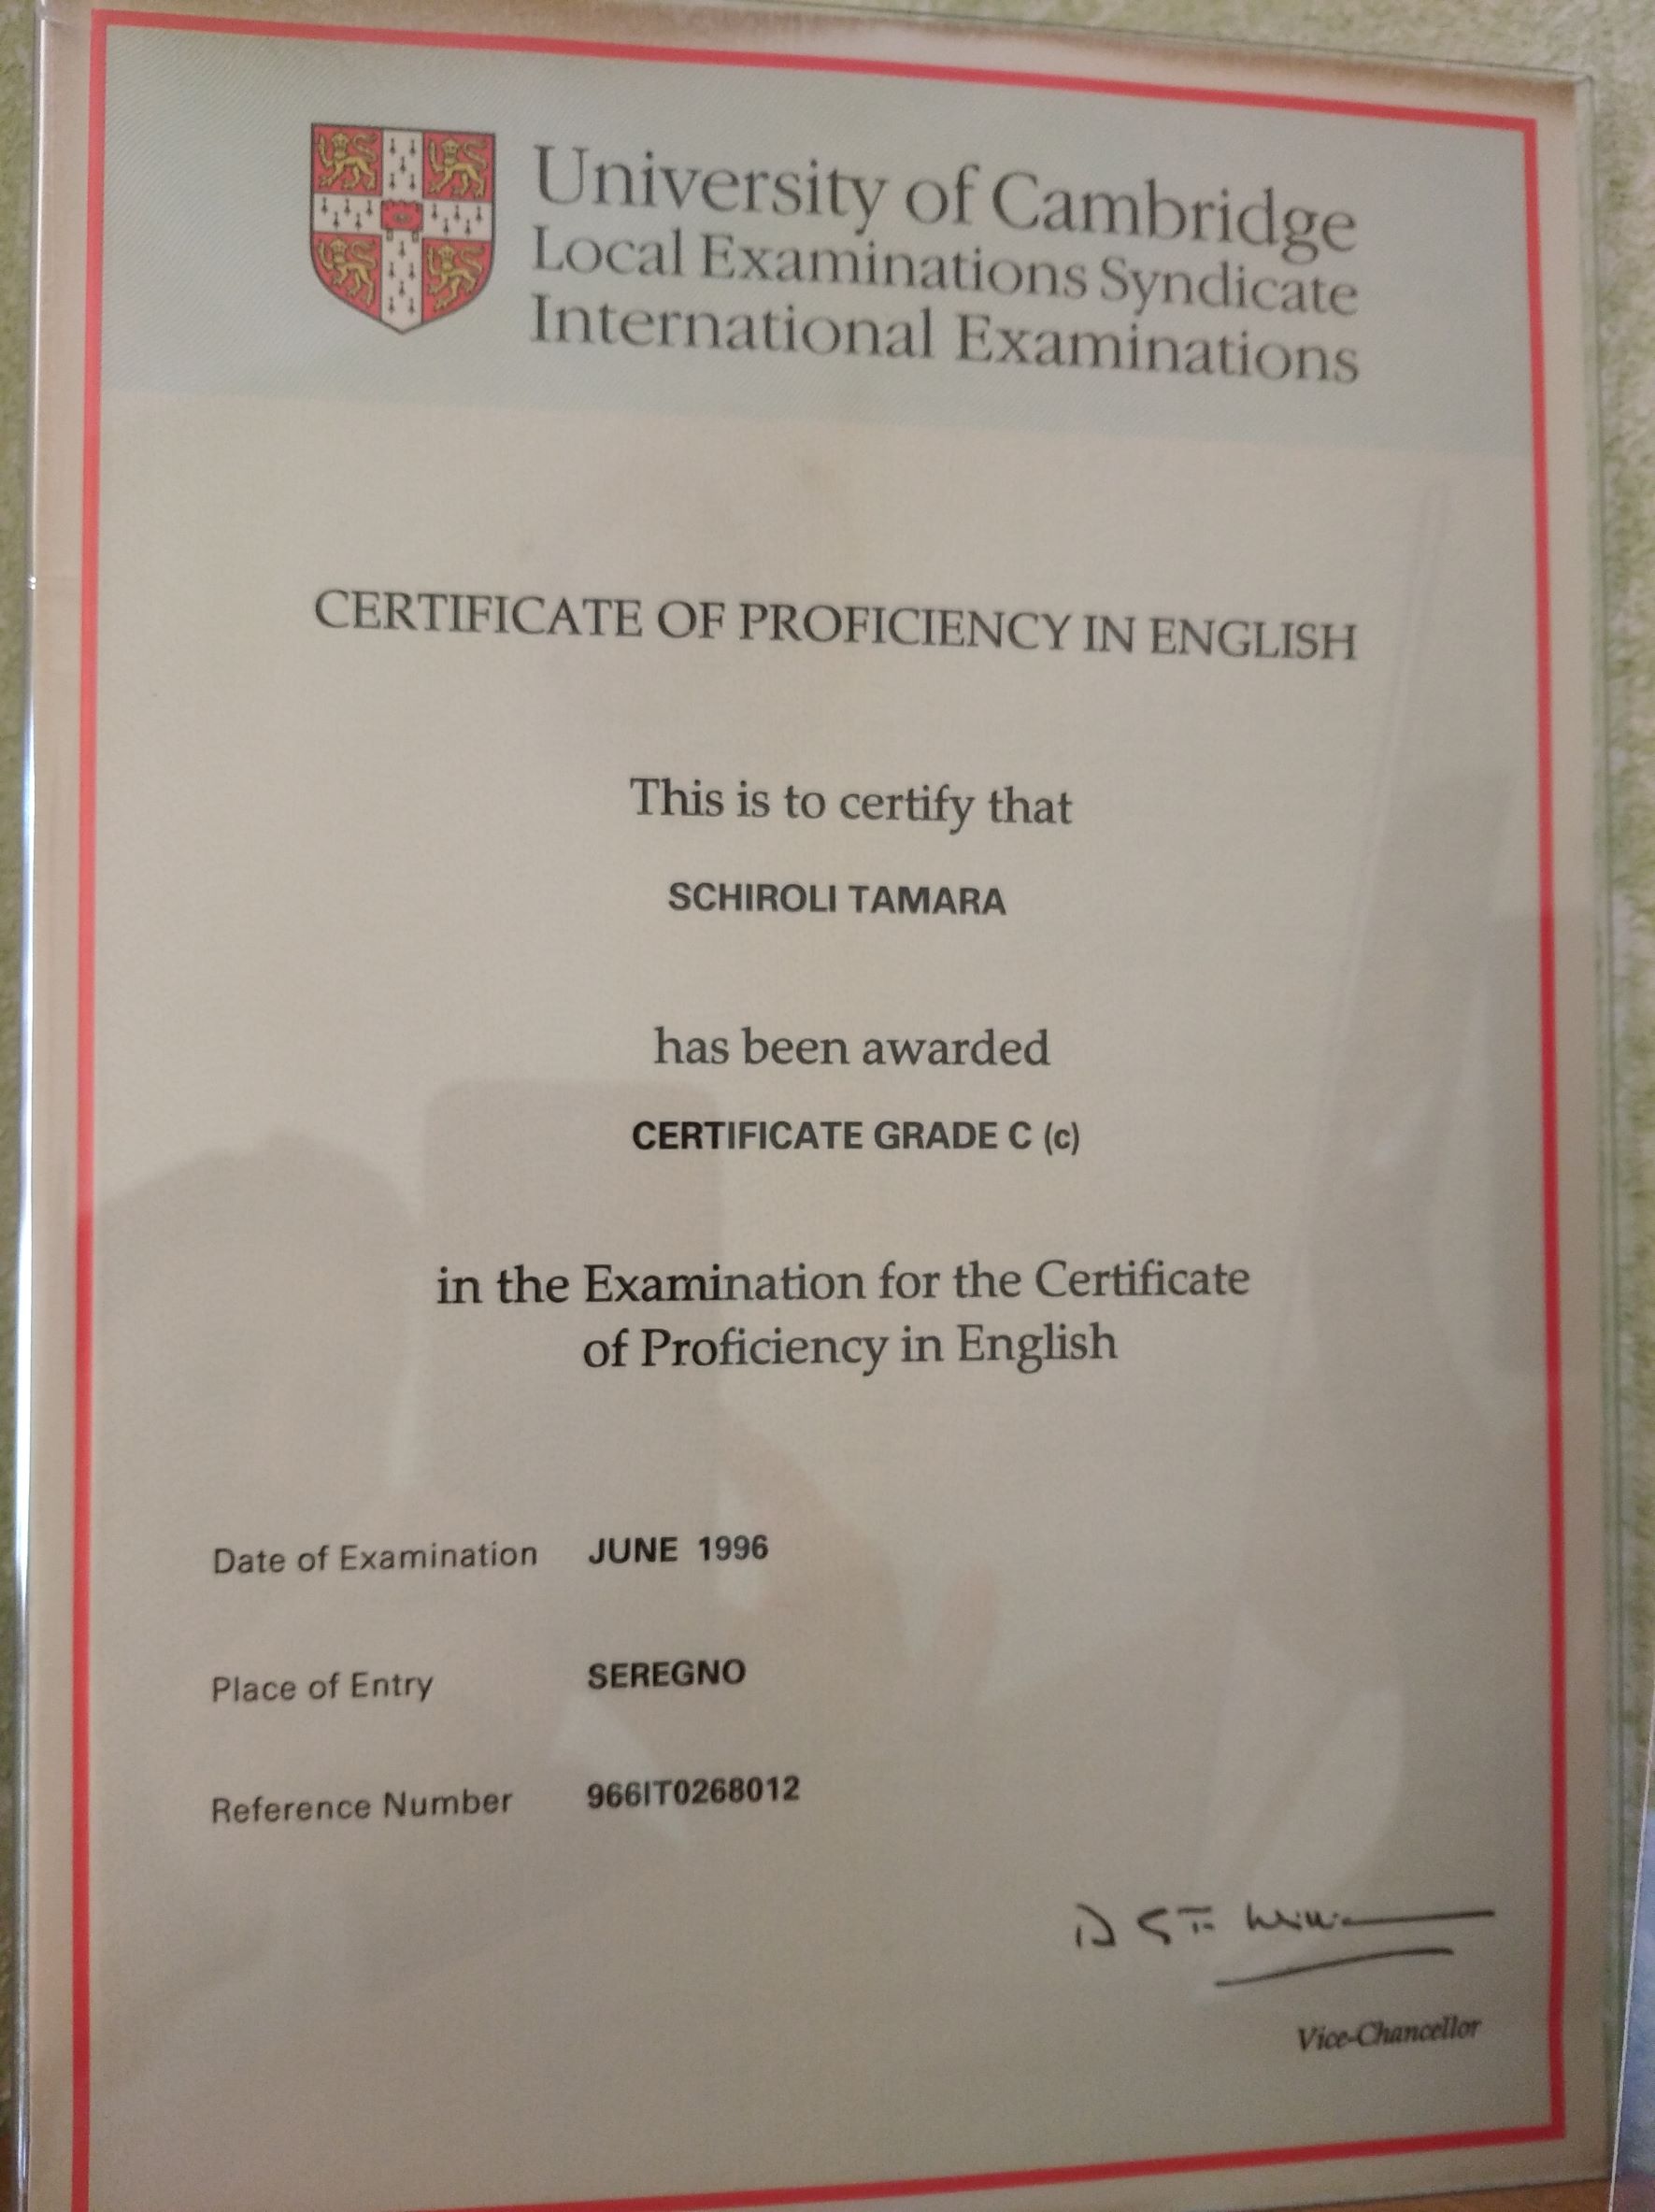 University of Cambridge
Local Examinations Syndicate
International Examinations
CERTIFICATE OF PROFICIENCY IN ENGLISH
This is to certify that
SCHIROLI TAMARA
has been awarded
CERTIFICATE GRADE C (c)
in the Examination for the Certificate
of Proficiency in English
Date of Examination JUNE 1996
Place of Entry SEREGNO
Reference Number 966IT0268012
Vice-Chancellor